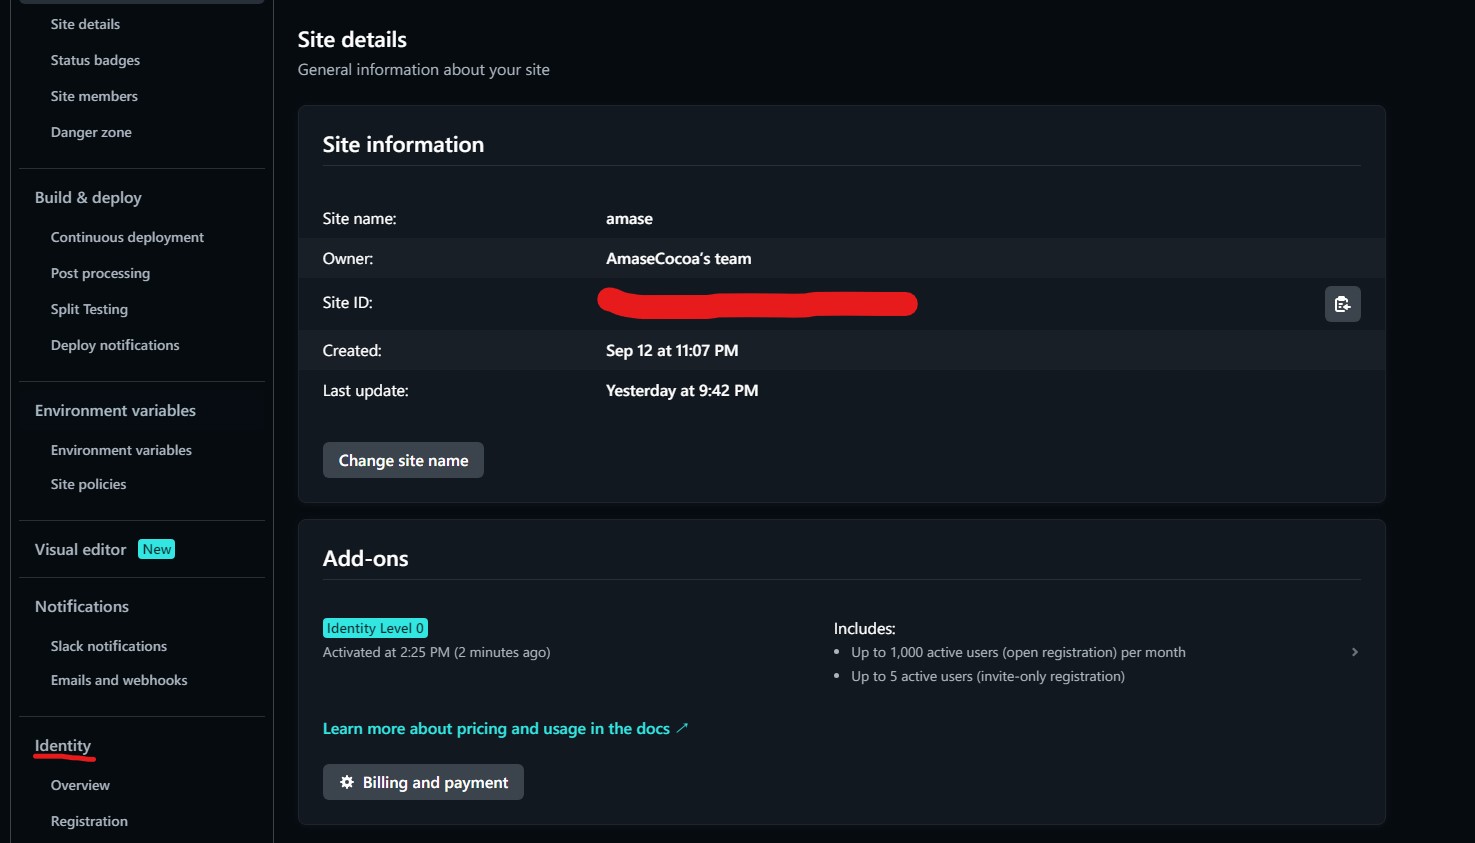 Site details
Status badges
Site members
Danger zone
Build & deploy
Continuous deployment
Post processing
Split Testing
Deploy notifications
Environment variables
Environment variables
Site policies
Visual editor New
Notifications
Slack notifications
Emails and webhooks
Identity
Overview
Registration
Site details
General information about your site
Site information
Site name: amase
Owner: AmaseCocoa's team
Site ID:
Created: Sep 12 at 11:07 PM
Last update: Yesterday at 9:42 PM
Change site name
Add-ons
Identity Level 0
Activated at 2:25 PM (2 minutes ago)
Includes:
• Up to 1,000 active users (open registration) per month
• Up to 5 active users (invite-only registration)
Learn more about pricing and usage in the docs
Billing and payment